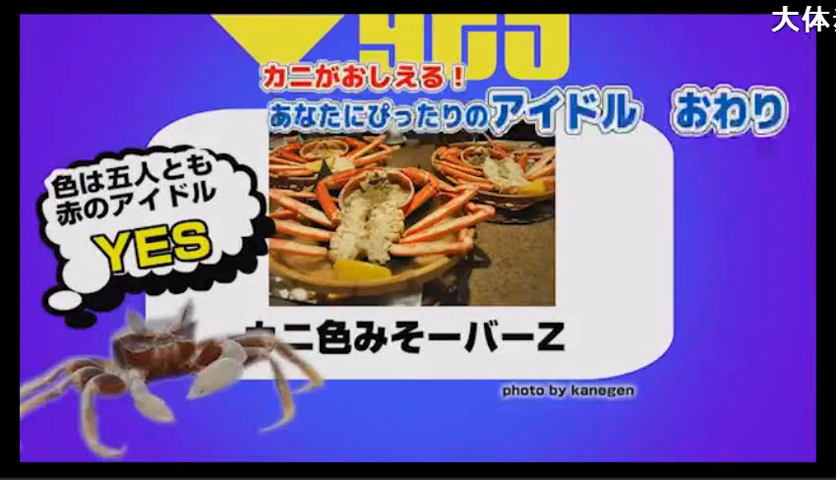 大体
yes
カニがおしえる！
あなたにぴったりのアイドル おわり
色は五人とも
赤のアイドル
YES
カニ色みそーバーZ
photo by kanegen